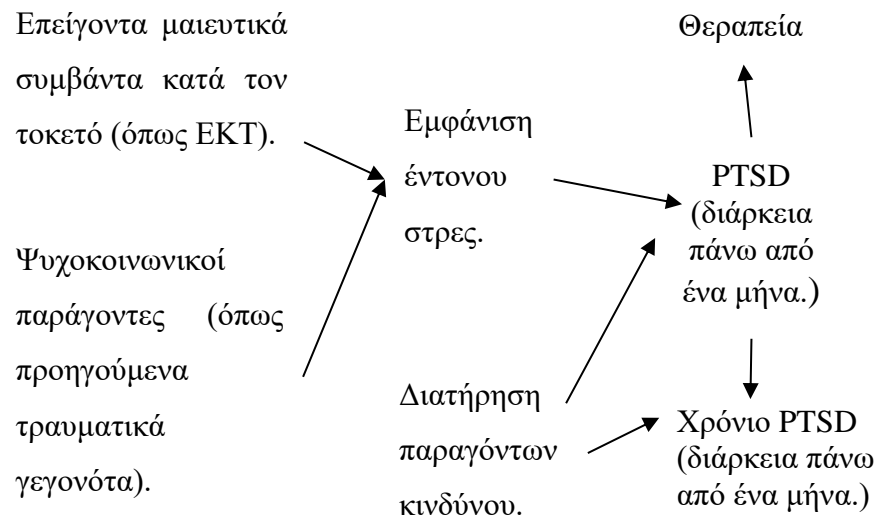 Επείγοντα μαιευτικά
συμβάντα κατά τον
τοκετό (όπως ΕΚΤ).
Ψυχοκοινωνικοί
παράγοντες (όπως
προηγούμενα
τραυματικά
γεγονότα).
Εμφάνιση
έντονου
στρες.
Διατήρηση
παραγόντων
κινδύνου.
Θεραπεία
PTSD
(διάρκεια
πάνω από
ένα μήνα.)
Χρόνιο PTSD
(διάρκεια πάνω
από ένα μήνα.)